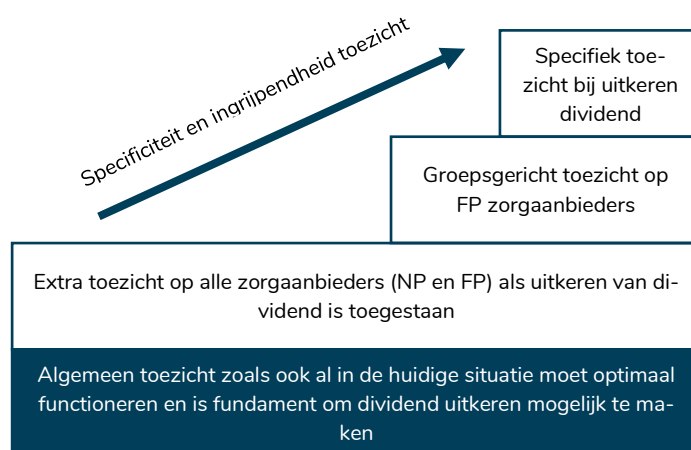 Specificiteit en ingrijpendheid toezicht
Specifiek toe-
zicht bij uitkeren
dividend
Groepsgericht toezicht op
FP zorgaanbieders
Extra toezicht op alle zorgaanbieders (NP en FP) als uitkeren van di-
vidend is toegestaan
Algemeen toezicht zoals ook al in de huidige situatie moet optimaal
functioneren en is fundament om dividend uitkeren mogelijk te ma-
ken